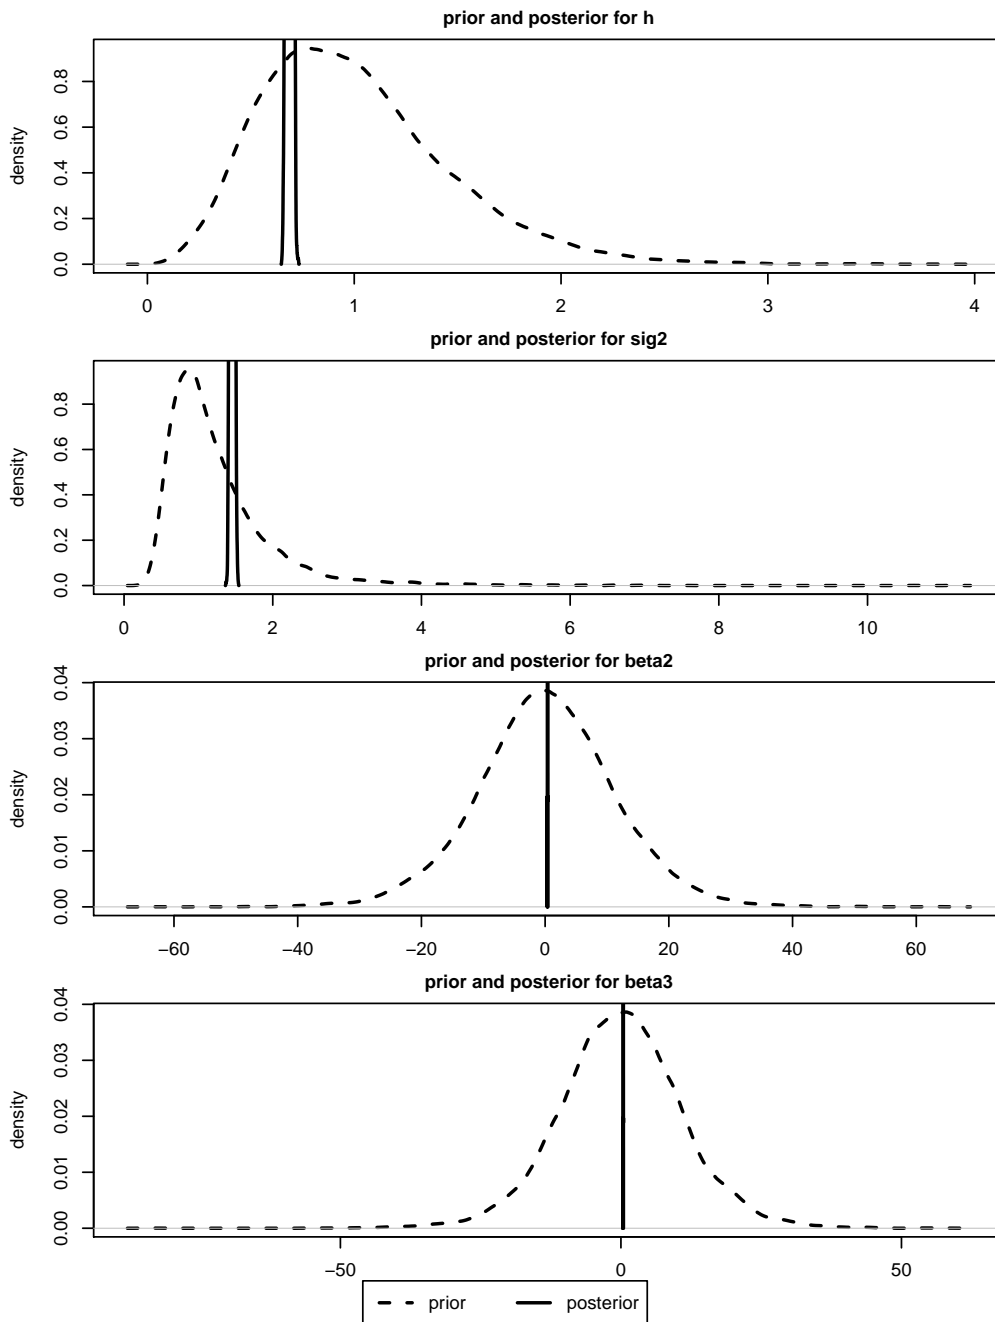 prior and posterior for h
density
0.0 0.2 0.4 0.6 0.8
0 1 2 3 4
prior and posterior for sig2
density
0.0 0.2 0.4 0.6 0.8
0 2 4 6 8 10
prior and posterior for beta2
density
0.00 0.01 0.02 0.03 0.04
−60 −40 −20 0 20 40 60
prior and posterior for beta3
density
0.00 0.01 0.02 0.03 0.04
−50 0 50
prior posterior